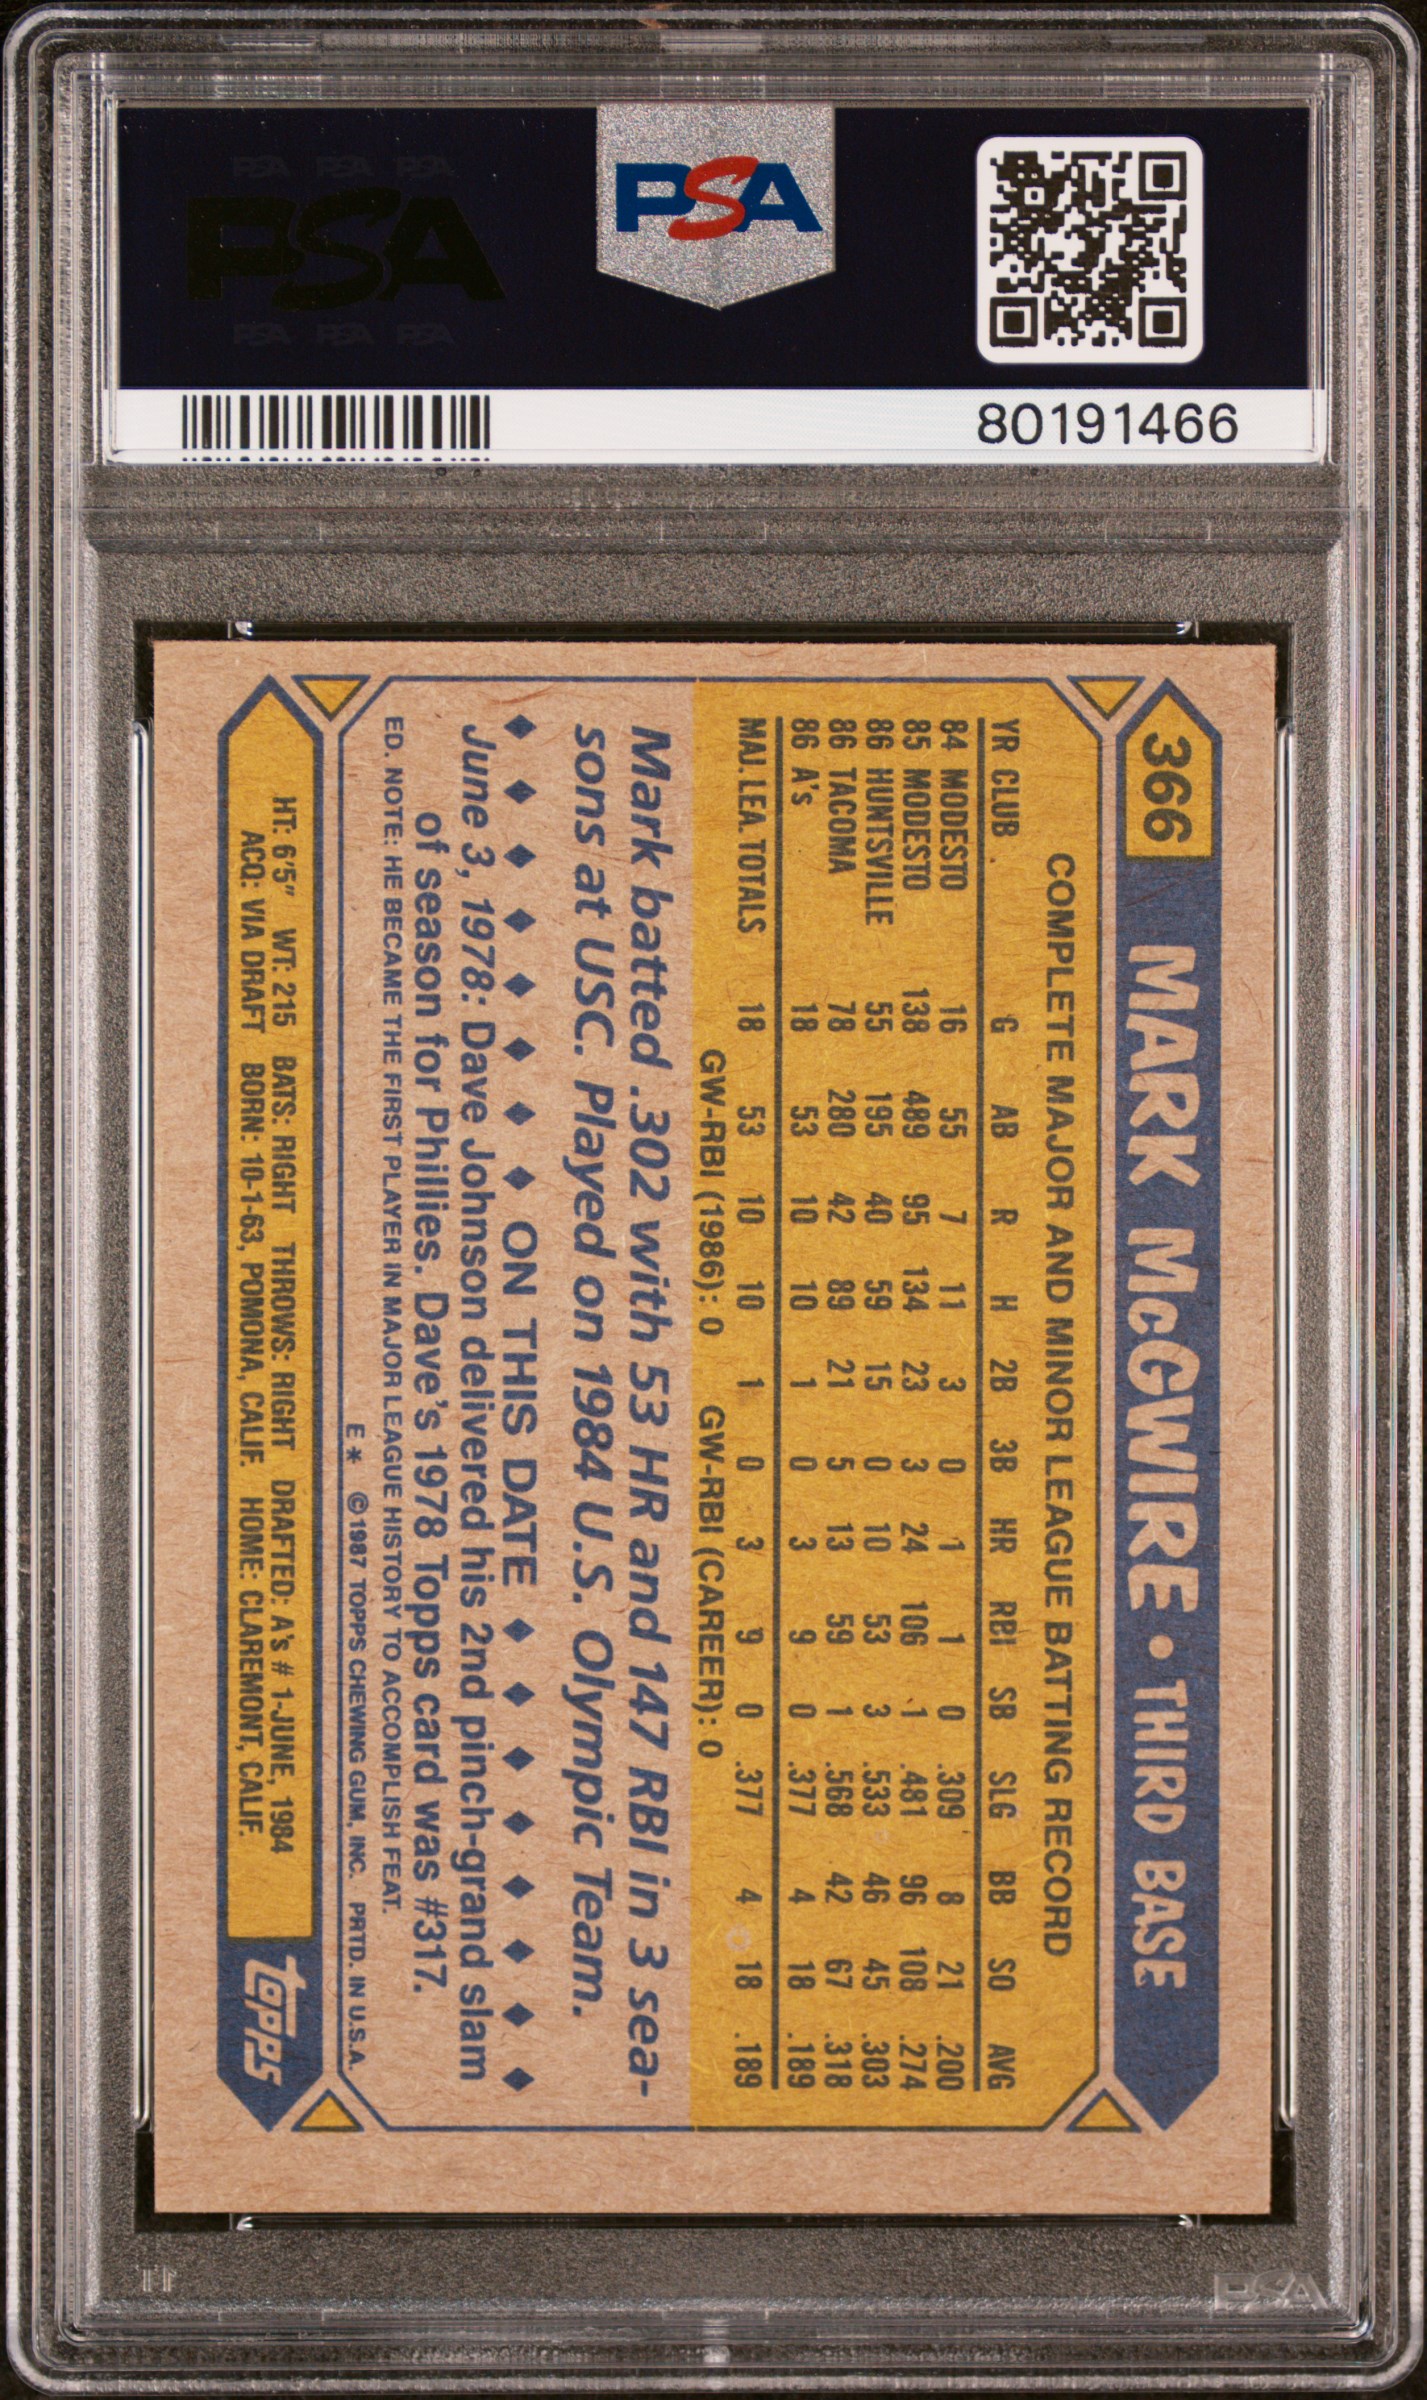 PSA PSA PSA
PSA
PSA PSA PSA
PSA
80191466
366 MARK McGWIRE • THIRD BASE
COMPLETE MAJOR AND MINOR LEAGUE BATTING RECORD
YR CLUB G AB R H 2B 3B HR RBI SB SLG BB SO AVG
84 MODESTO 16 55 7 11 3 0 1 1 0 .309 8 21 .200
85 MODESTO 138 489 95 134 23 3 24 106 1 .481 96 108 .274
86 HUNTSVILLE 55 195 40 59 15 0 10 53 3 .533 46 45 .303
86 TACOMA 78 280 42 89 21 5 13 59 1 .568 42 67 .318
86 A's 18 53 10 10 1 0 3 9 0 .377 4 18 .189
MAJ. LEA. TOTALS 18 53 10 10 1 0 3 9 0 .377 4 18 .189
GW-RBI (1986): 0 GW-RBI (CAREER): 0
Mark batted .302 with 53 HR and 147 RBI in 3 sea-
sons at USC. Played on 1984 U.S. Olympic Team.
◆ ◆ ◆ ◆ ◆ ◆ ◆ ◆ ON THIS DATE ◆ ◆ ◆ ◆ ◆ ◆ ◆ ◆
June 3, 1978: Dave Johnson delivered his 2nd pinch-grand slam
of season for Phillies. Dave's 1978 Topps card was #317.
ED. NOTE: HE BECAME THE FIRST PLAYER IN MAJOR LEAGUE HISTORY TO ACCOMPLISH FEAT.
E* ©1987 TOPPS CHEWING GUM, INC. PRTD. IN U.S.A.
HT: 6'5" WT: 215 BATS: RIGHT THROWS: RIGHT DRAFTED: A's #1-JUNE, 1984
ACQ: VIA DRAFT BORN: 10-1-63, POMONA, CALIF. HOME: CLAREMONT, CALIF.
topps
PSA